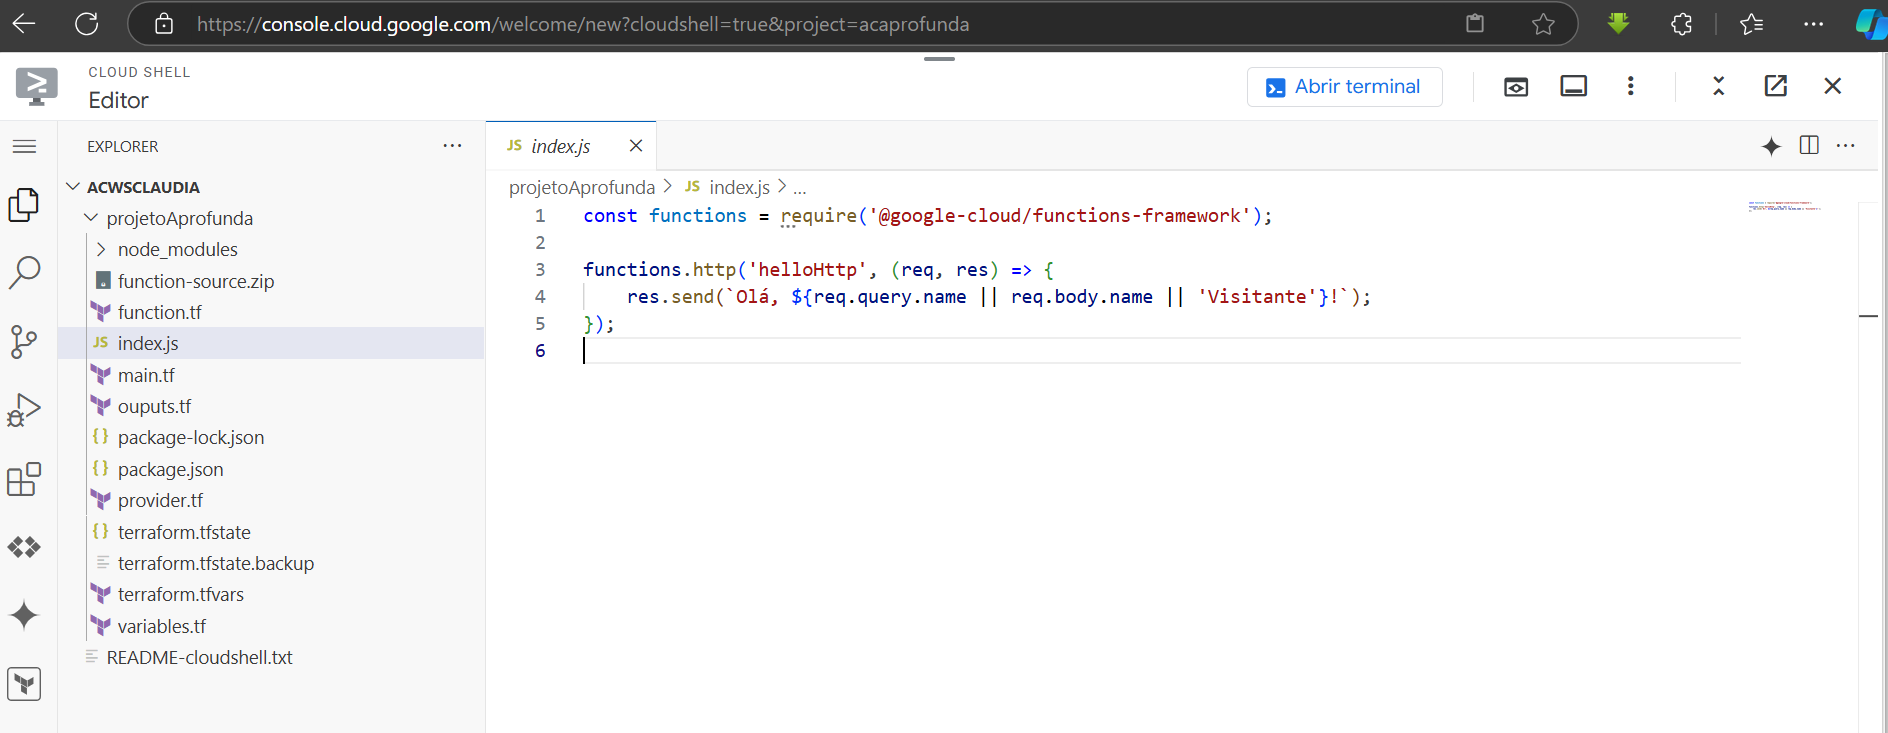 https://console.cloud.google.com/welcome/new?cloudshell=true&project=acaprofunda
CLOUD SHELL
Editor
Abrir terminal
EXPLORER
ACWSCLAUDIA
projetoAprofunda
node_modules
function-source.zip
function.tf
JS index.js
main.tf
ouputs.tf
{} package-lock.json
{} package.json
provider.tf
{} terraform.tfstate
terraform.tfstate.backup
terraform.tfvars
variables.tf
README-cloudshell.txt
JS index.js
projetoAprofunda > JS index.js > ...
1 const functions = require('@google-cloud/functions-framework');
2
3 functions.http('helloHttp', (req, res) => {
4 res.send(`Olá, ${req.query.name || req.body.name || 'Visitante'}!`);
5 });
6